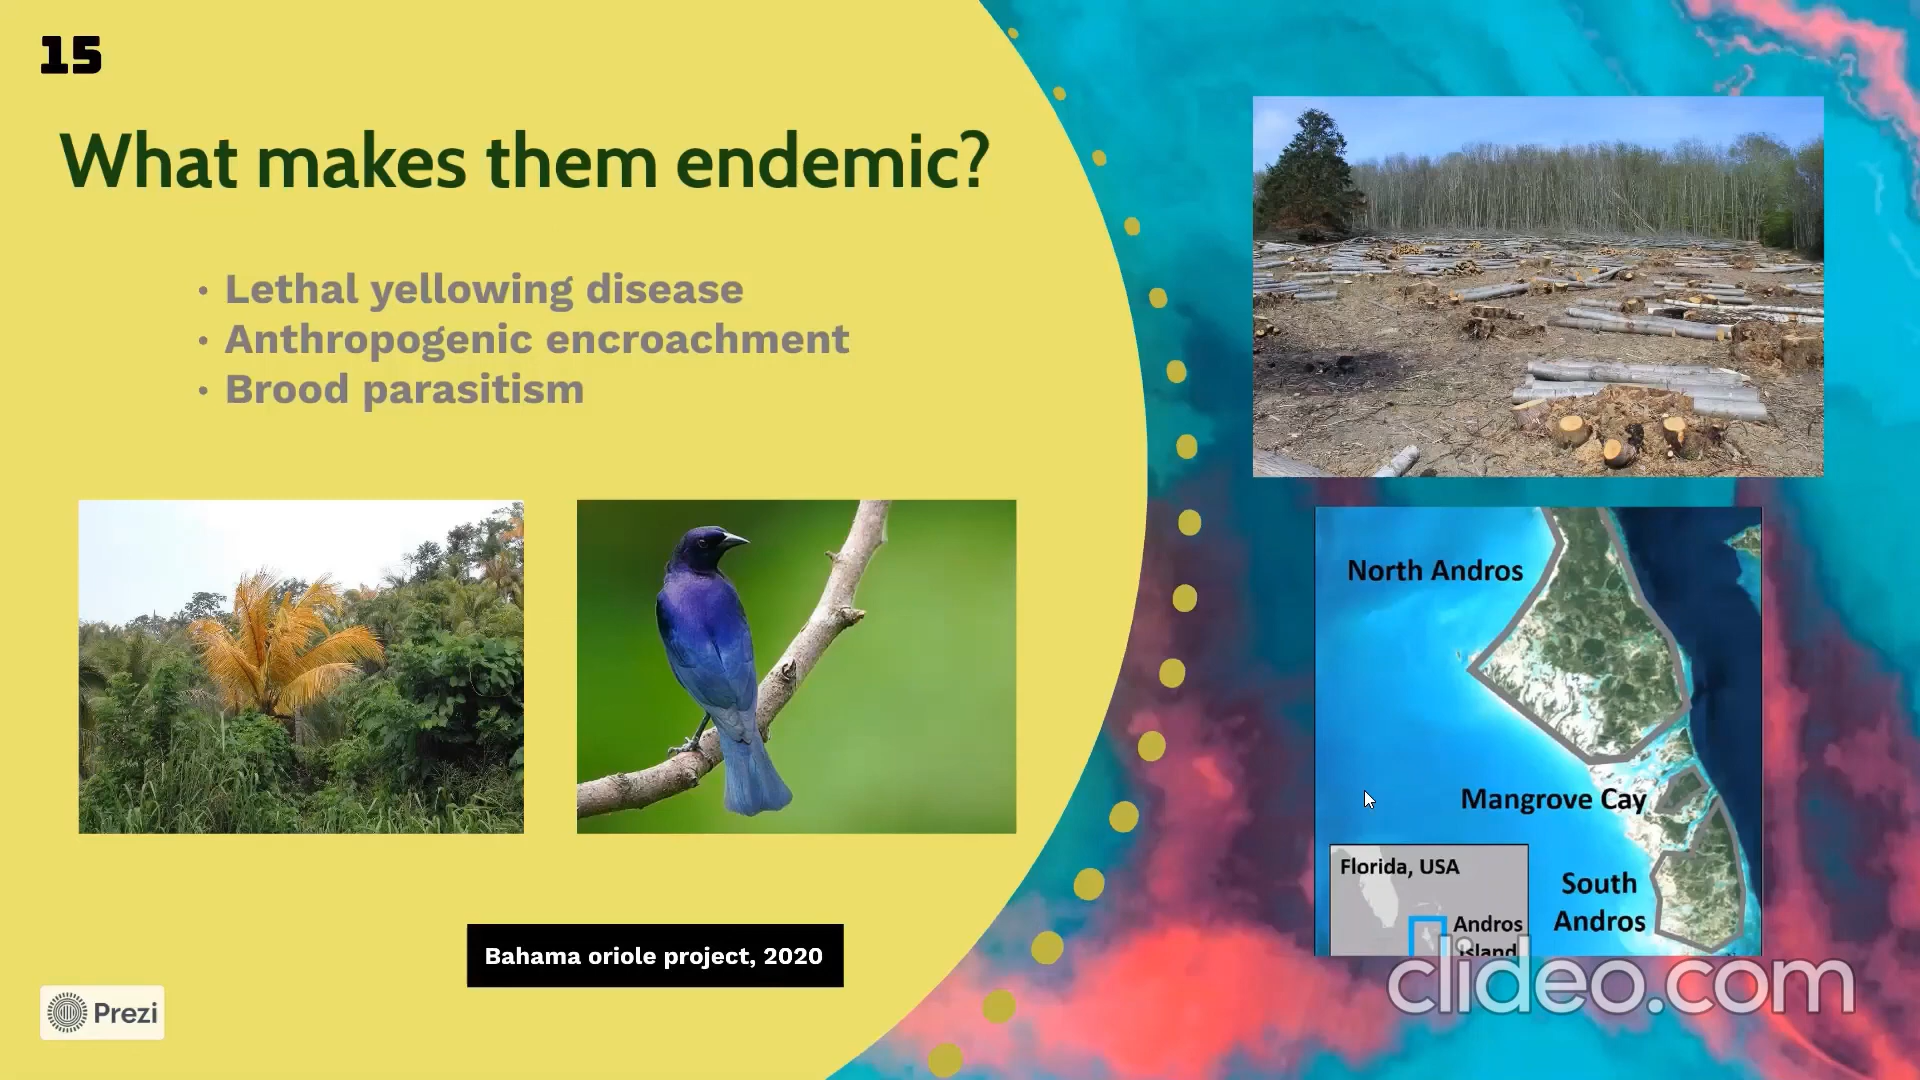 15
What makes them endemic?
• Lethal yellowing disease
• Anthropogenic encroachment
• Brood parasitism
North Andros
Mangrove Cay
Florida, USA
Andros
island
South
Andros
Bahama oriole project, 2020
Prezi
clideo.com